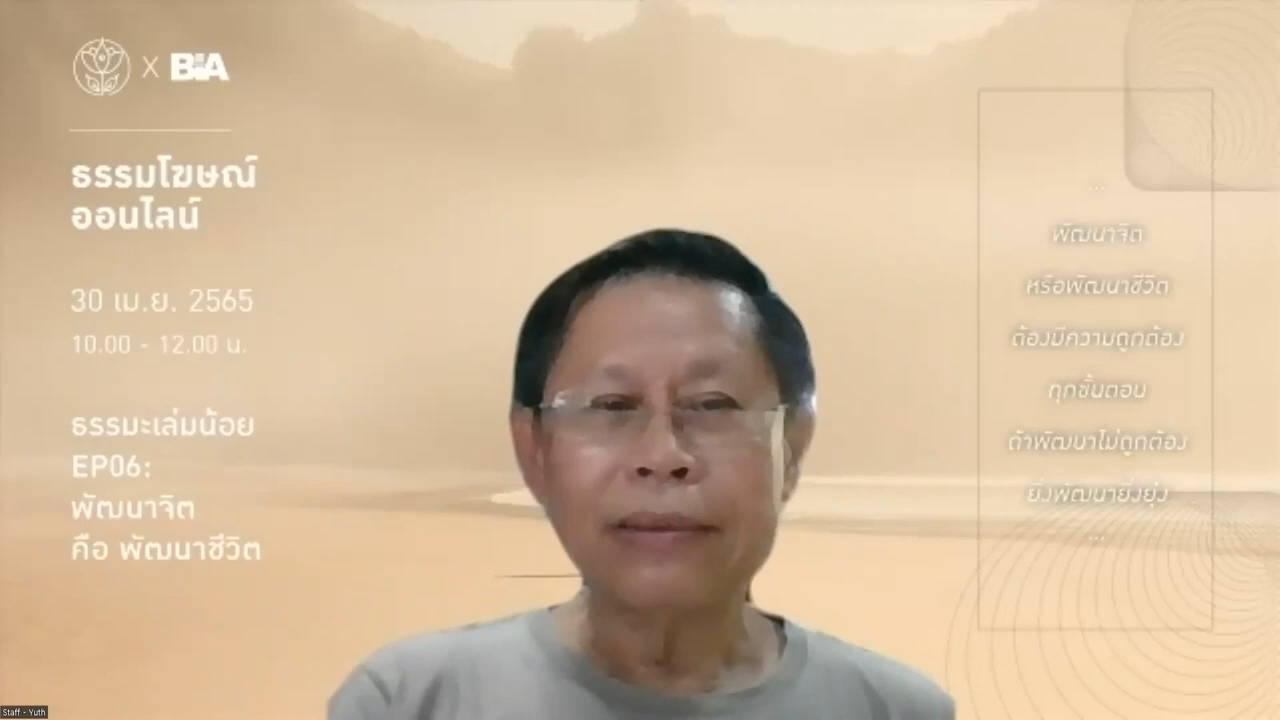 X BIA
ธรรมโฆษณ์
ออนไลน์
30 เม.ย. 2565
10.00 - 12.00 น.
ธรรมะเล่มน้อย
EP06:
พัฒนาจิต
คือ พัฒนาชีวิต
...
พัฒนาจิต
หรือพัฒนาชีวิต
ต้องมีความถูกต้อง
ทุกขั้นตอน
ถ้าพัฒนาไม่ถูกต้อง
ยิ่งพัฒนายิ่งยุ่ง
...
Staff - Yuth